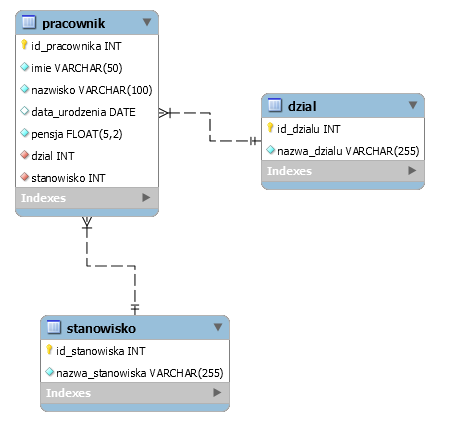 pracownik
id_pracownika INT
imie VARCHAR(50)
nazwisko VARCHAR(100)
data_urodzenia DATE
pensja FLOAT(5,2)
dzial INT
stanowisko INT
Indexes
dzial
id_dzialu INT
nazwa_dzialu VARCHAR(255)
Indexes
stanowisko
id_stanowiska INT
nazwa_stanowiska VARCHAR(255)
Indexes